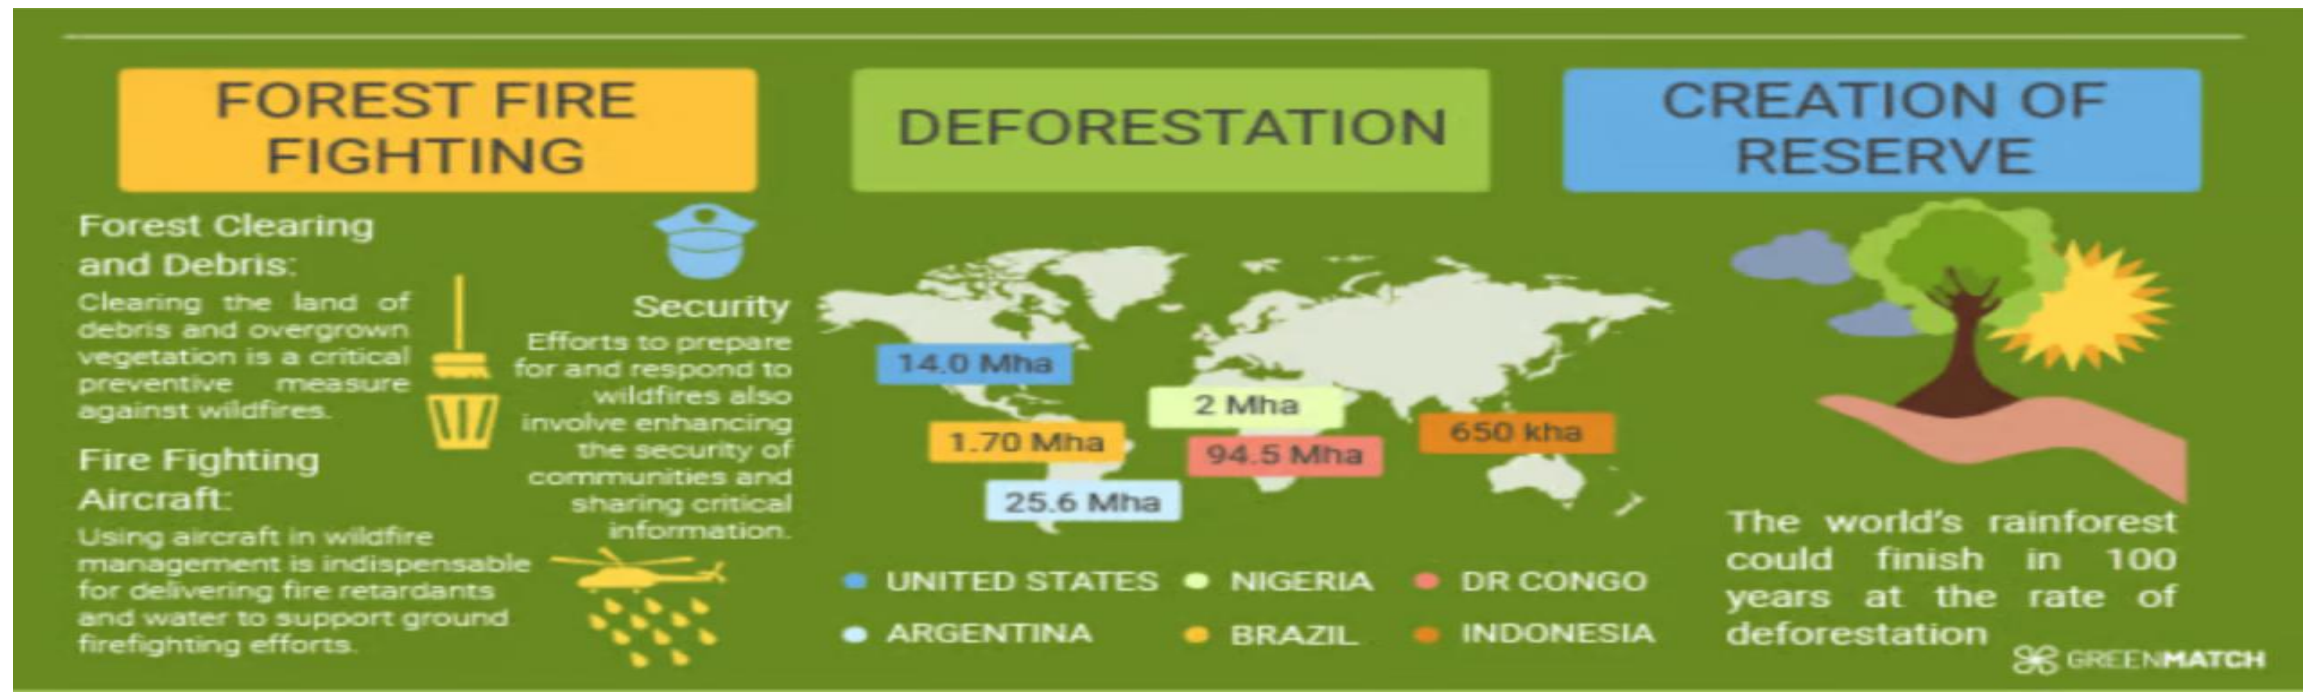 FOREST FIRE
FIGHTING
Forest Clearing
and Debris:
Clearing the land of
debris and overgrown
vegetation is a critical
preventive measure
against wildfires.
Fire Fighting
Aircraft:
Using aircraft in wildfire
management is indispensable
for delivering fire retardants
and water to support ground
firefighting efforts.
Security
Efforts to prepare
for and respond to
wildfires also
involve enhancing
the security of
communities and
sharing critical
information.
DEFORESTATION
14.0 Mha
2 Mha
1.70 Mha
94.5 Mha
650 kha
25.6 Mha
UNITED STATES
NIGERIA
DR CONGO
ARGENTINA
BRAZIL
INDONESIA
CREATION OF
RESERVE
The world's rainforest
could finish in 100
years at the rate of
deforestation
GREENMATCH